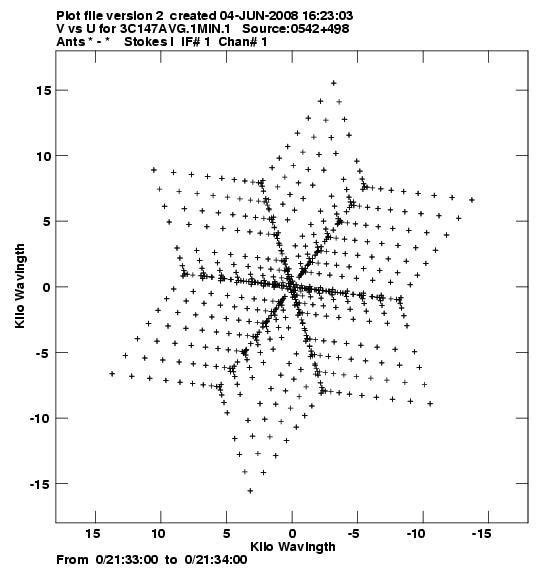 Plot file version 2 created 04-JUN-2008 16:23:03
V vs U for 3C147AVG.1MIN.1 Source:0542+498
Ants * - * Stokes I IF# 1 Chan# 1
15
10
5
0
-5
-10
-15
Kilo Wavlngth
15 10 5 0 -5 -10 -15
Kilo Wavlngth
From 0/21:33:00 to 0/21:34:00